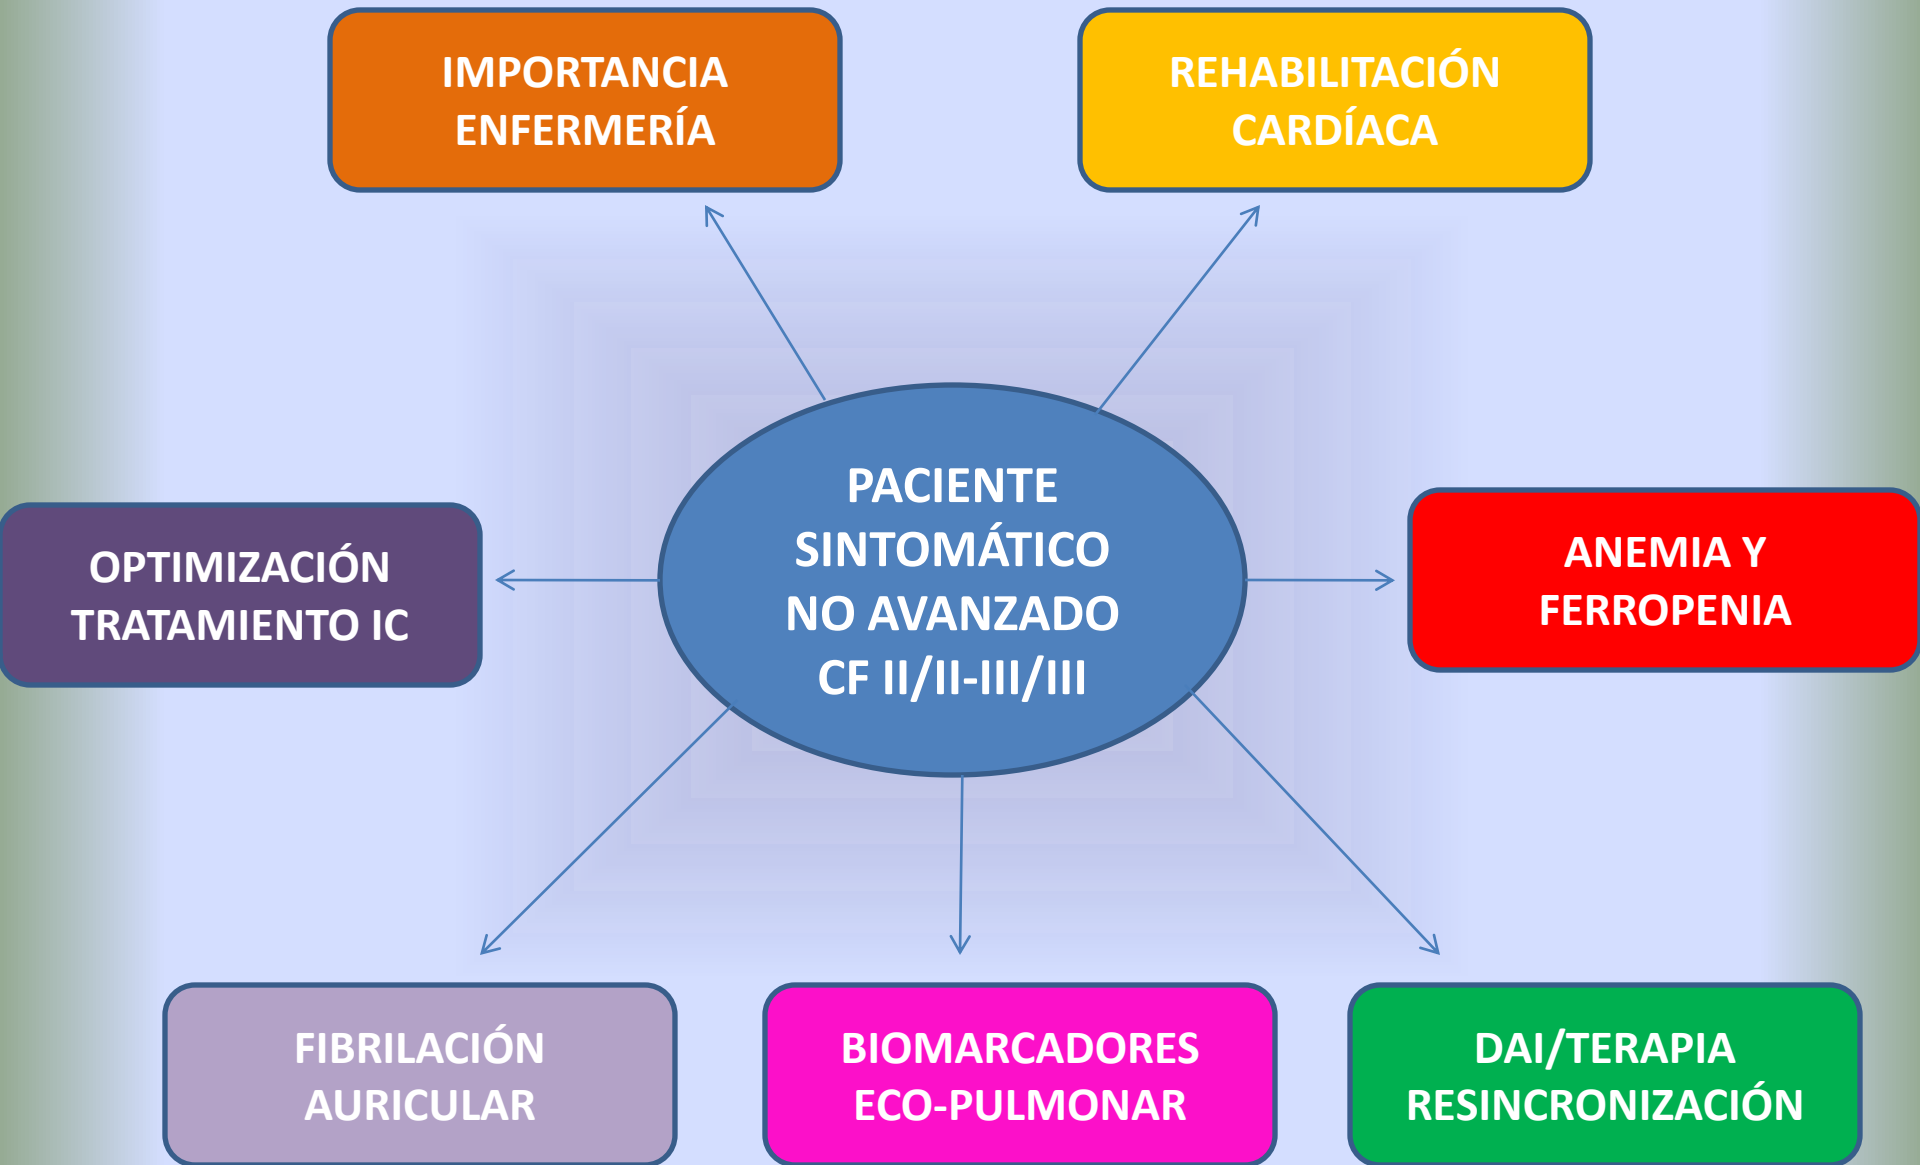 IMPORTANCIA
ENFERMERÍA
REHABILITACIÓN
CARDÍACA
PACIENTE
SINTOMÁTICO
NO AVANZADO
CF II/II-III/III
OPTIMIZACIÓN
TRATAMIENTO IC
ANEMIA Y
FERROPENIA
FIBRILACIÓN
AURICULAR
BIOMARCADORES
ECO-PULMONAR
DAI/TERAPIA
RESINCRONIZACIÓN